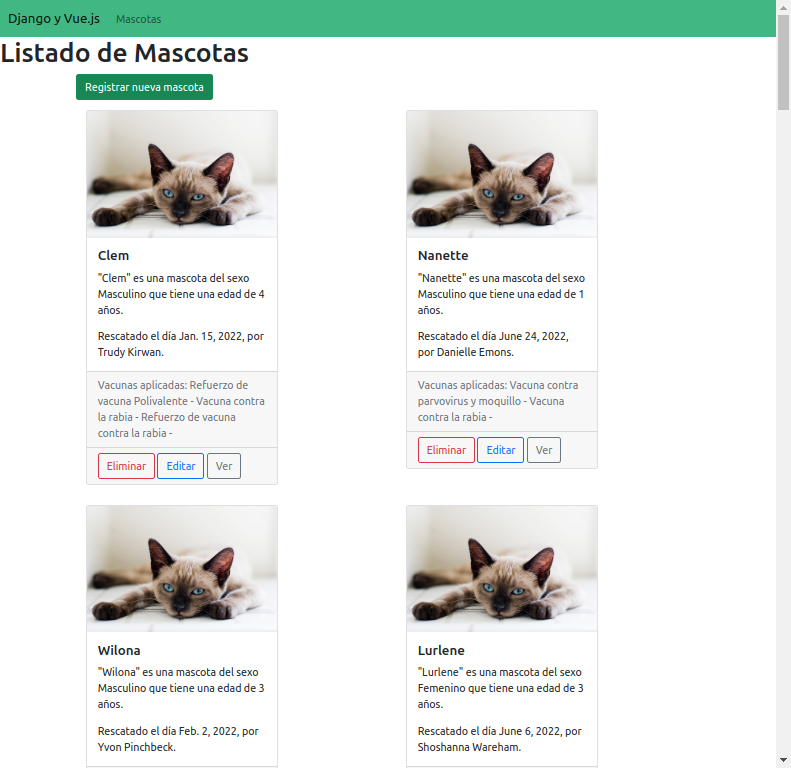 Django y Vue.js Mascotas
Listado de Mascotas
Registrar nueva mascota
Clem
"Clem" es una mascota del sexo
Masculino que tiene una edad de 4
años.
Rescatado el día Jan. 15, 2022, por
Trudy Kirwan.
Vacunas aplicadas: Refuerzo de
vacuna Polivalente - Vacuna contra
la rabia - Refuerzo de vacuna
contra la rabia -
Eliminar Editar Ver
Nanette
"Nanette" es una mascota del sexo
Masculino que tiene una edad de 1
años.
Rescatado el día June 24, 2022,
por Danielle Emons.
Vacunas aplicadas: Vacuna contra
parvovirus y moquillo - Vacuna
contra la rabia -
Eliminar Editar Ver
Wilona
"Wilona" es una mascota del sexo
Masculino que tiene una edad de 3
años.
Rescatado el día Feb. 2, 2022, por
Yvon Pinchbeck.
Lurlene
"Lurlene" es una mascota del sexo
Femenino que tiene una edad de 3
años.
Rescatado el día June 6, 2022, por
Shoshanna Wareham.